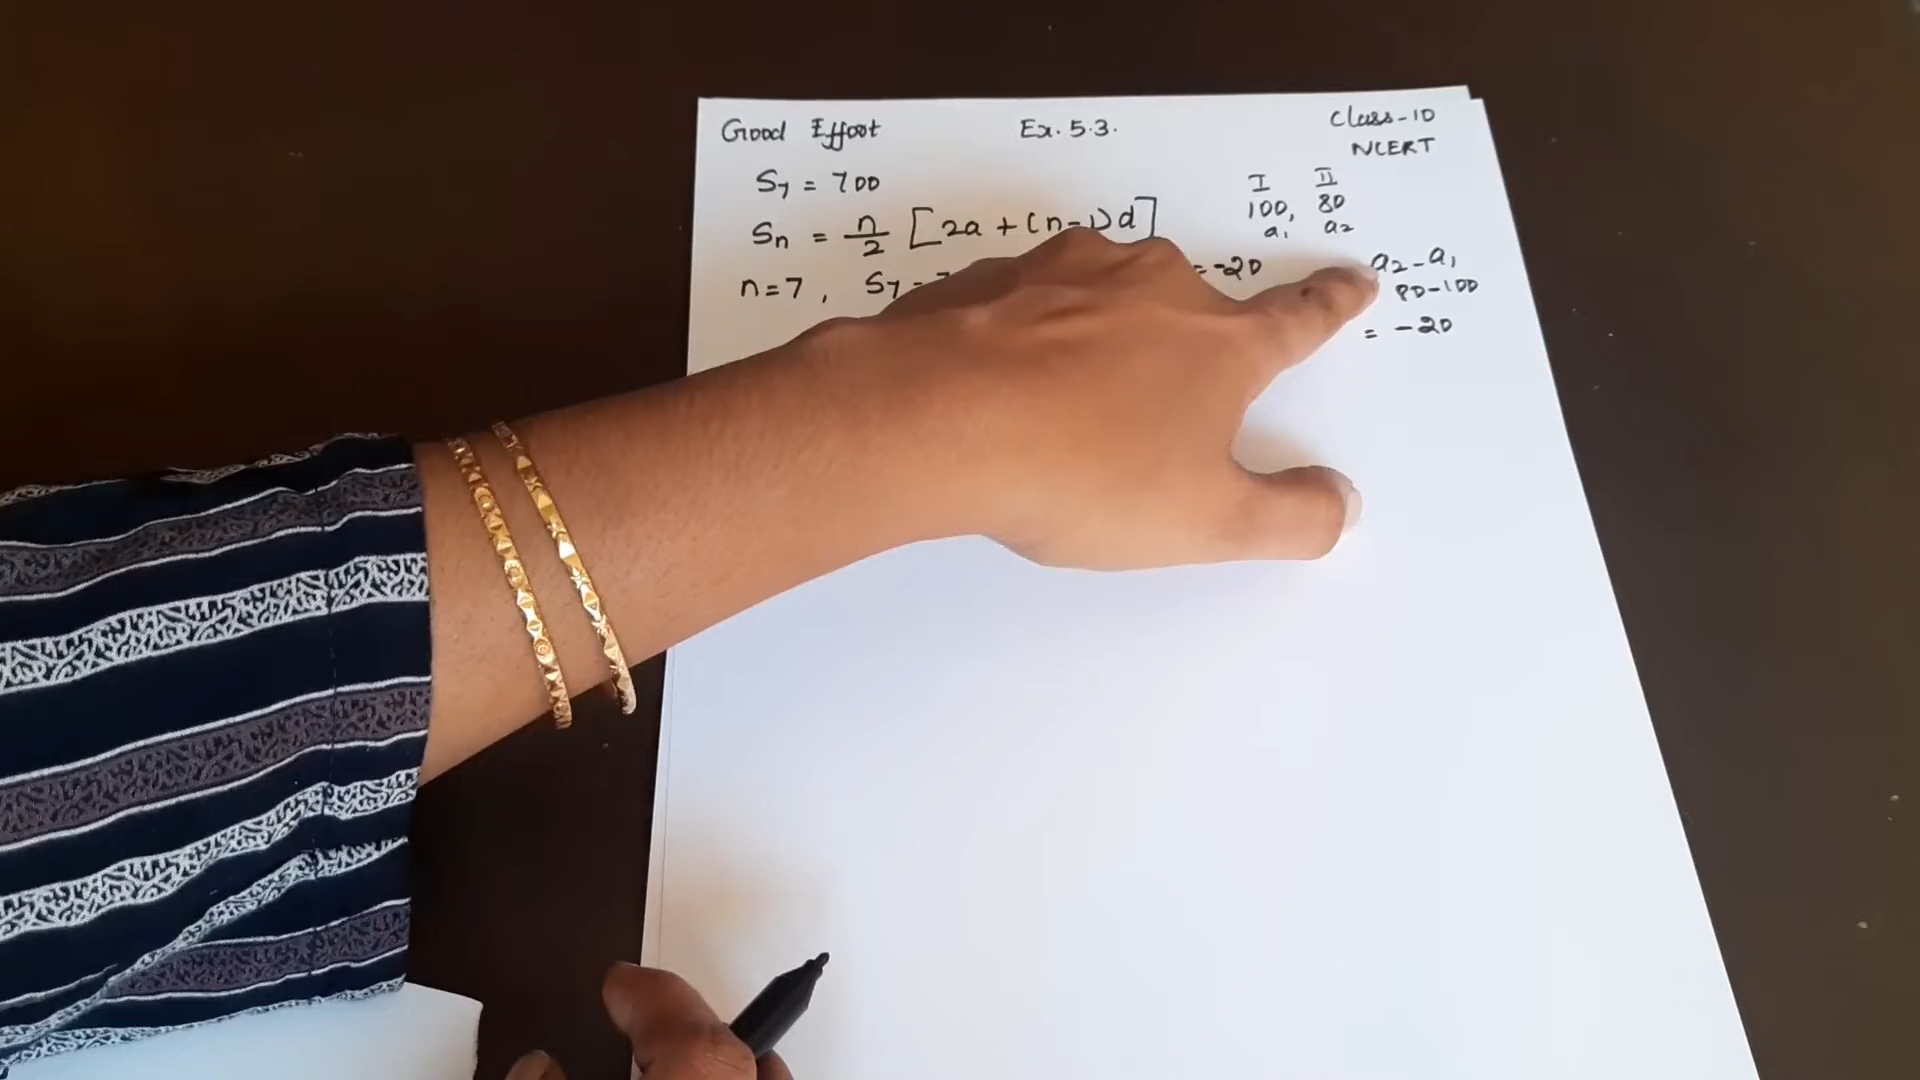 Good Effort
Ex. 5.3.
Class-10
NCERT
S₇ = 700
I II
100, 80
a₁ a₂
Sn = n/2 [2a + (n-1)d]
n=7, S₇ = -20
a₂-a₁
80-100
= -20